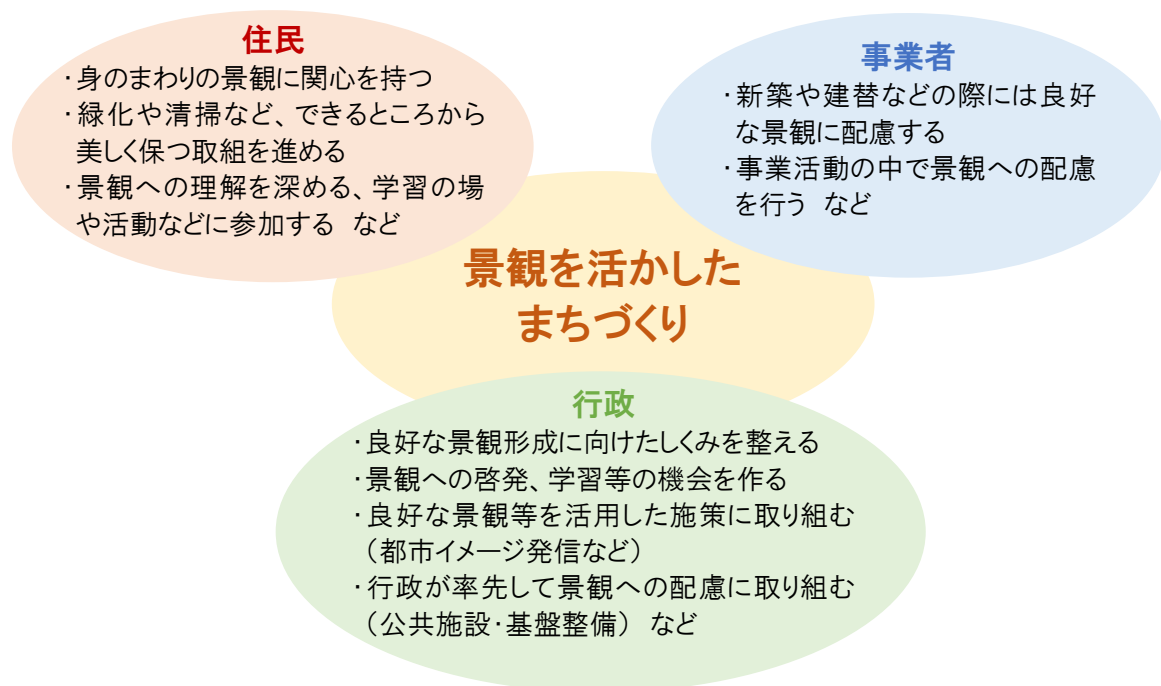 住民
・身のまわりの景観に関心を持つ
・緑化や清掃など、できるところから
美しく保つ取組を進める
・景観への理解を深める、学習の場
や活動などに参加する　など
事業者
・新築や建替などの際には良好
な景観に配慮する
・事業活動の中で景観への配慮
を行う　など
景観を活かした
まちづくり
行政
・良好な景観形成に向けたしくみを整える
・景観への啓発、学習等の機会を作る
・良好な景観等を活用した施策に取り組む
（都市イメージ発信など）
・行政が率先して景観への配慮に取り組む
（公共施設・基盤整備）　など